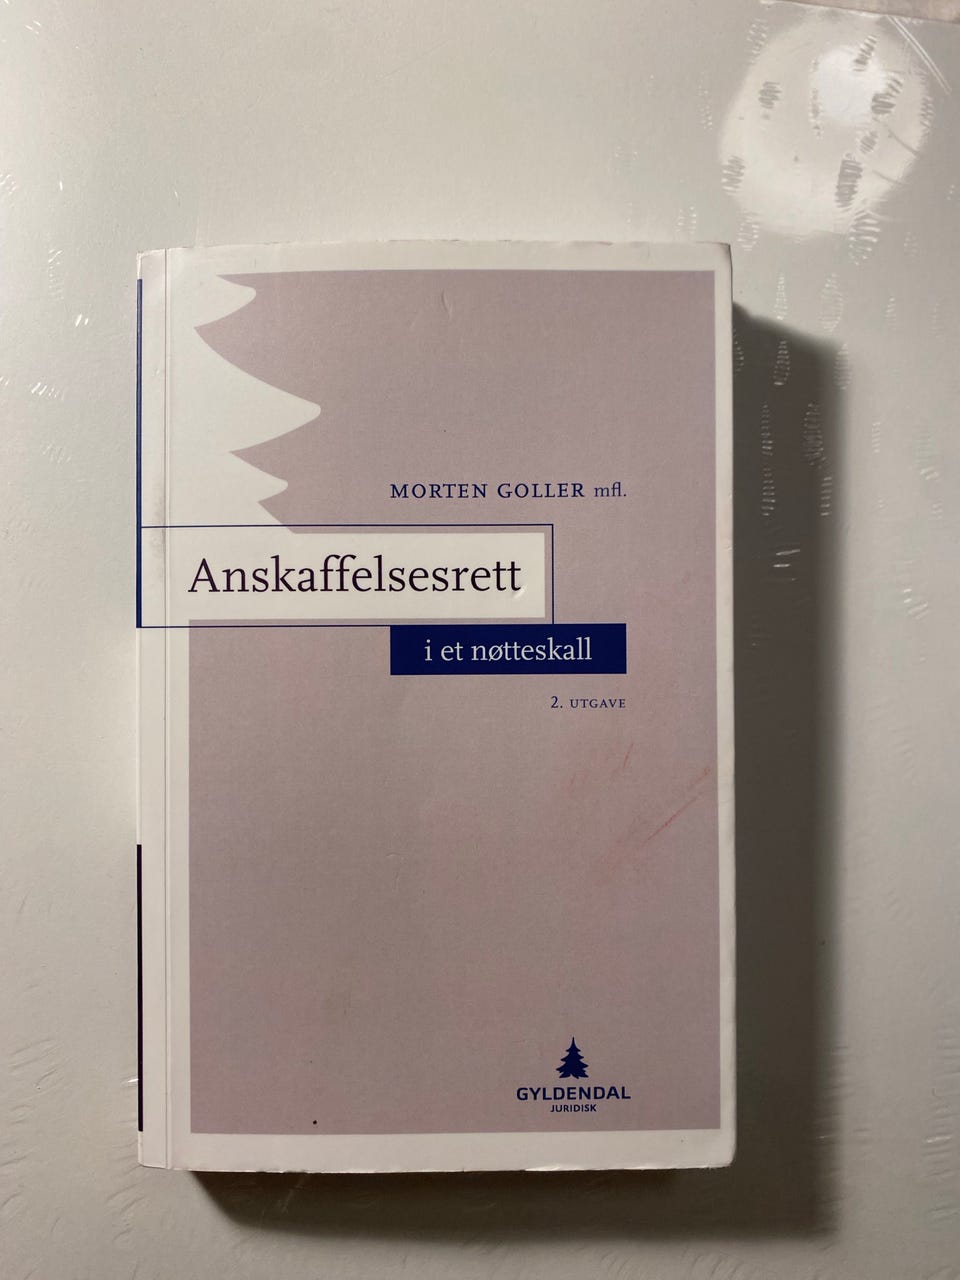 MORTEN GOLLER mfl.
Anskaffelsesrett
i et nøtteskall
2. UTGAVE
GYLDENDAL
JURIDISK